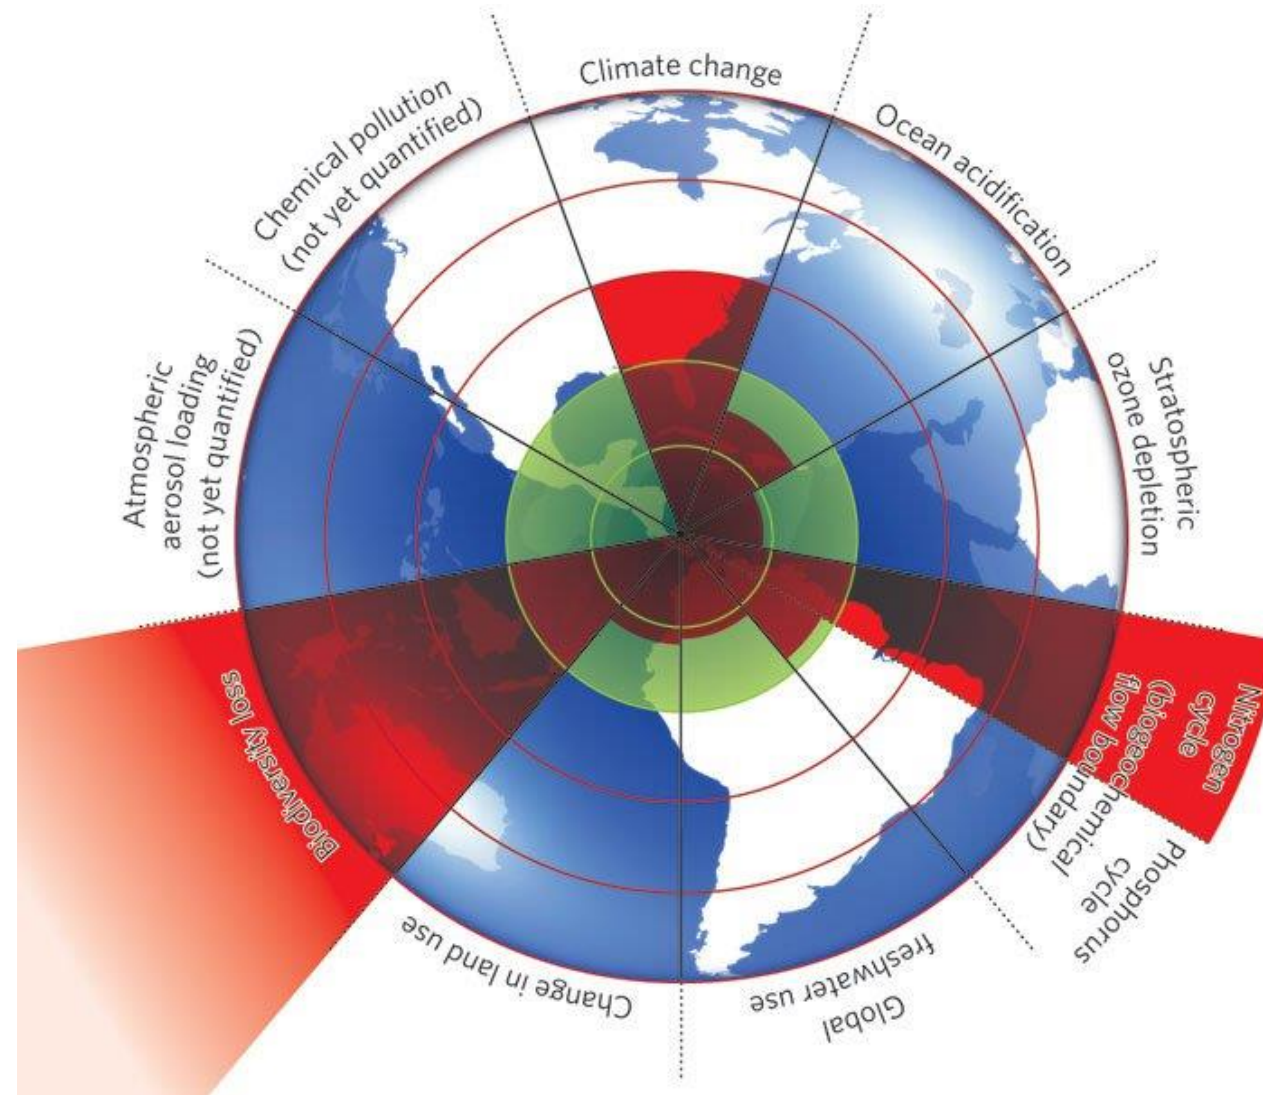 Climate change
Ocean acidification
Stratospheric
ozone depletion
Nitrogen
cycle
(biogeochemical
flow boundary)
Phosphorus
cycle
Global
freshwater use
Change in land use
Biodiversity loss
Atmospheric
aerosol loading
(not yet quantified)
Chemical pollution
(not yet quantified)